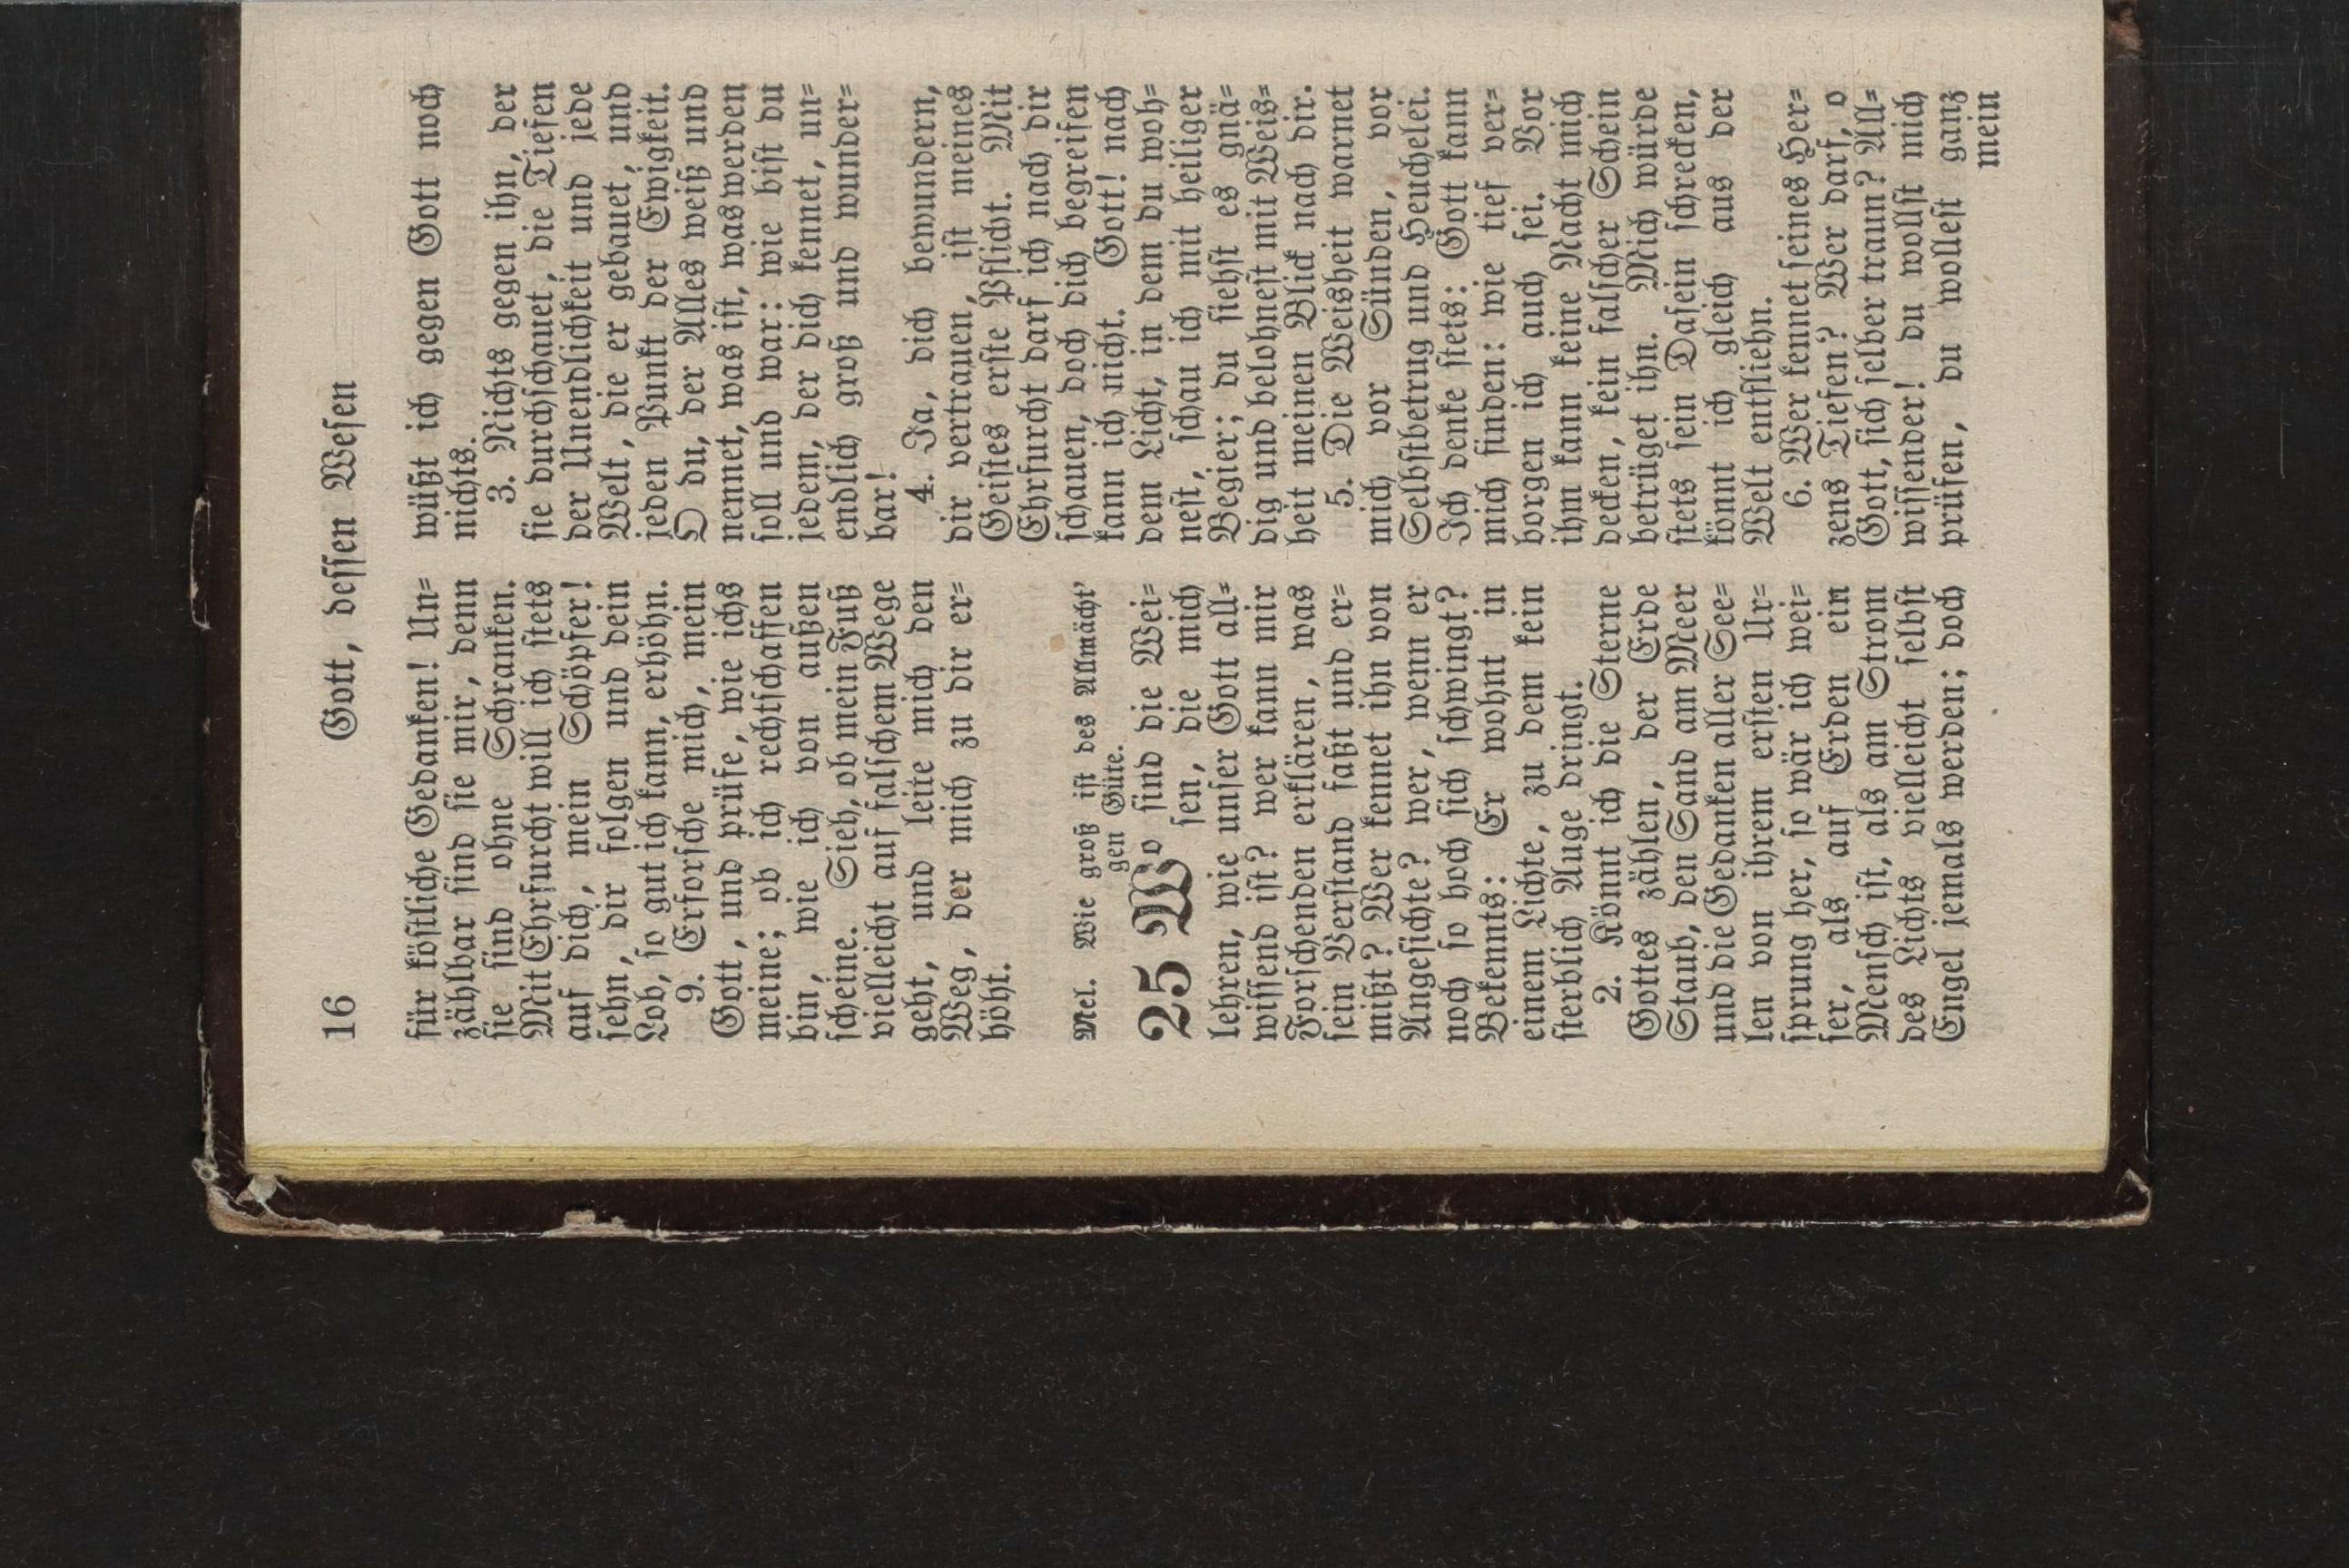 16 Gott, dessen Wesen
für köstliche Gedanken! Un-
zählbar sind sie mir, denn
sie sind ohne Schranken.
Mit Ehrfurcht will ich stets
auf dich, mein Schöpfer!
sehn, dir folgen und dein
Lob, so gut ich kann, erhöhn.
9. Erforsche mich, mein
Gott, und prüfe, wie ichs
meine; ob ich rechtschaffen
bin, wie ich von außen
scheine. Sieh, ob mein Fuß
vielleicht auf falschem Wege
geht, und leite mich den
Weg, der mich zu dir er-
höht.
Mel. Wie groß ist des Allmächt'
gen Güte.
25 Wo sind die Wei-
sen, die mich
lehren, wie unser Gott all-
wissend ist? wer kann mir
Forschenden erklären, was
sein Verstand faßt und er-
mißt? Wer kennet ihn von
Angesichte? wer, wenn er
noch so hoch sich schwingt?
Bekennts: Er wohnt in
einem Lichte, zu dem kein
sterblich Auge dringt.
2. Könnt ich die Sterne
Gottes zählen, der Erde
Staub, den Sand am Meer
und die Gedanken aller See-
len von ihrem ersten Ur-
sprung her, so wär ich wei-
ser, als auf Erden ein
Mensch ist, als am Strom
des Lichts vielleicht selbst
Engel jemals werden; doch
wüßt ich gegen Gott noch
nichts.
3. Nichts gegen ihn, der
sie durchschauet, die Tiefen
der Unendlichkeit und jede
Welt, die er gebauet, und
jeden Punkt der Ewigkeit.
O du, der Alles weiß und
nennet, was ist, was werden
soll und war: wie bist du
jedem, der dich kennet, un-
endlich groß und wunder-
bar!
4. Ja, dich bewundern,
dir vertrauen, ist meines
Geistes erste Pflicht. Mit
Ehrfurcht darf ich nach dir
schauen, doch dich begreifen
kann ich nicht. Gott! nach
dem Licht, in dem du woh-
nest, schau ich mit heiliger
Begier; du siehst es gnä-
dig und belohnest mit Weis-
heit meinen Blick nach dir.
5. Die Weisheit warnet
mich vor Sünden, vor
Selbstbetrug und Heuchelei.
Ich denke stets: Gott kann
mich finden: wie tief ver-
borgen ich auch sei. Vor
ihm kann keine Nacht mich
decken, kein falscher Schein
betrüget ihn. Mich würde
stets sein Dasein schrecken,
könnt ich gleich aus der
Welt entfliehn.
6. Wer kennet seines Her-
zens Tiefen? Wer darf, o
Gott, sich selber traun? All-
wissender! du wollst mich
prüfen, du wollest ganz
mein